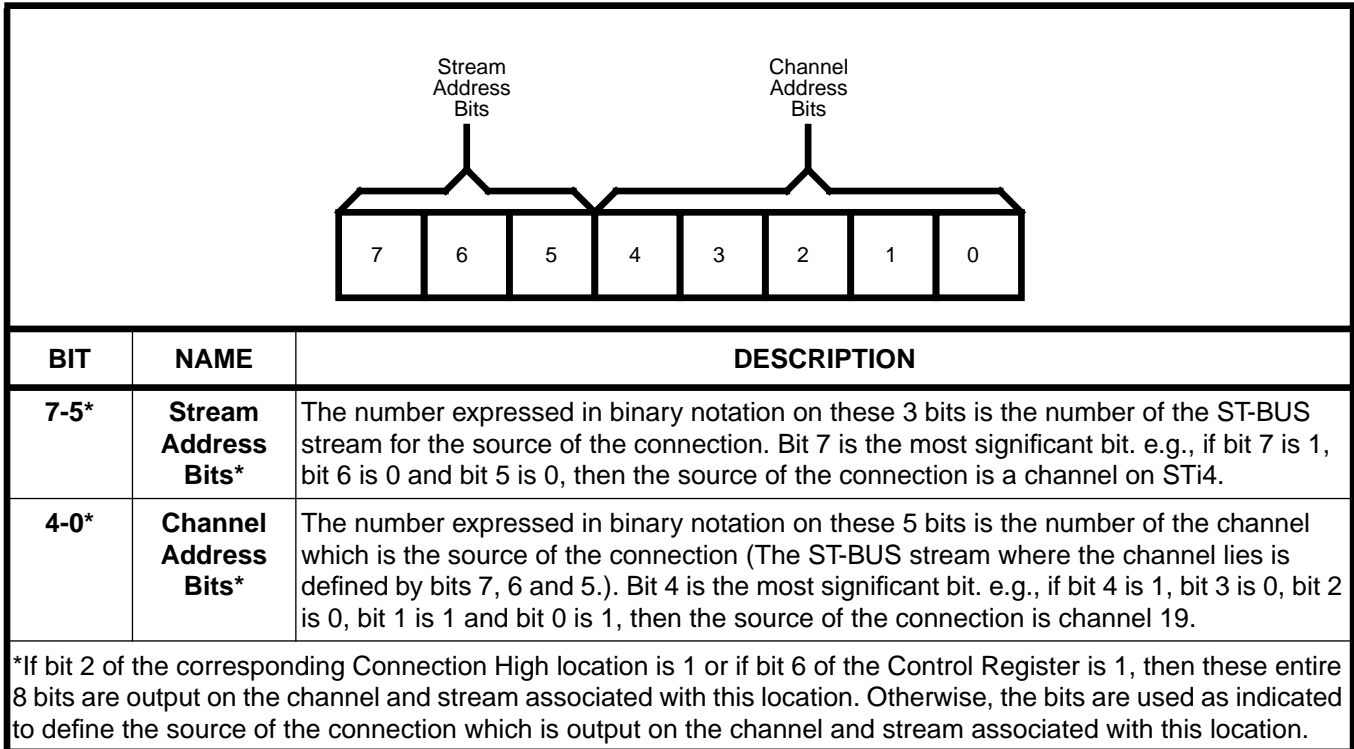 Stream
Address
Bits
Channel
Address
Bits
7 6 5 4 3 2 1 0
BIT NAME DESCRIPTION
7-5* Stream Address Bits* The number expressed in binary notation on these 3 bits is the number of the ST-BUS
stream for the source of the connection. Bit 7 is the most significant bit. e.g., if bit 7 is 1,
bit 6 is 0 and bit 5 is 0, then the source of the connection is a channel on STi4.
4-0* Channel Address Bits* The number expressed in binary notation on these 5 bits is the number of the channel
which is the source of the connection (The ST-BUS stream where the channel lies is
defined by bits 7, 6 and 5.). Bit 4 is the most significant bit. e.g., if bit 4 is 1, bit 3 is 0, bit 2
is 0, bit 1 is 1 and bit 0 is 1, then the source of the connection is channel 19.
*If bit 2 of the corresponding Connection High location is 1 or if bit 6 of the Control Register is 1, then these entire
8 bits are output on the channel and stream associated with this location. Otherwise, the bits are used as indicated
to define the source of the connection which is output on the channel and stream associated with this location.